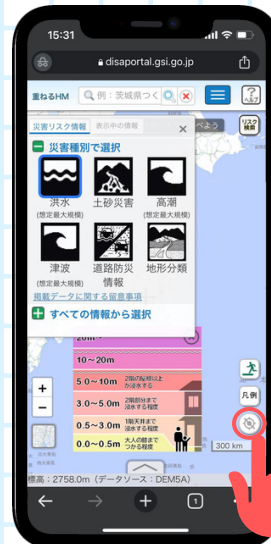 15:31
disaportal.gsi.go.jp
重ねるHM
例：茨城県つく
ヘルプ
災害リスク情報
表示中の情報
べよう
リスク
検索
災害種別で選択
洪水
(想定最大規模)
土砂災害
高潮
(想定最大規模)
津波
(想定最大規模)
道路防災
情報
地形分類
掲載データに関する留意事項
すべての情報から選択
20m～
10～20m
5.0～10m
2階の屋根以上
が浸水する
3.0～5.0m
2階部分まで
浸水する程度
0.5～3.0m
1階天井まで
浸水する程度
0.0～0.5m
大人の膝まで
つかる程度
凡例
300 km
標高：2758.0m（データソース：DEM5A）
1